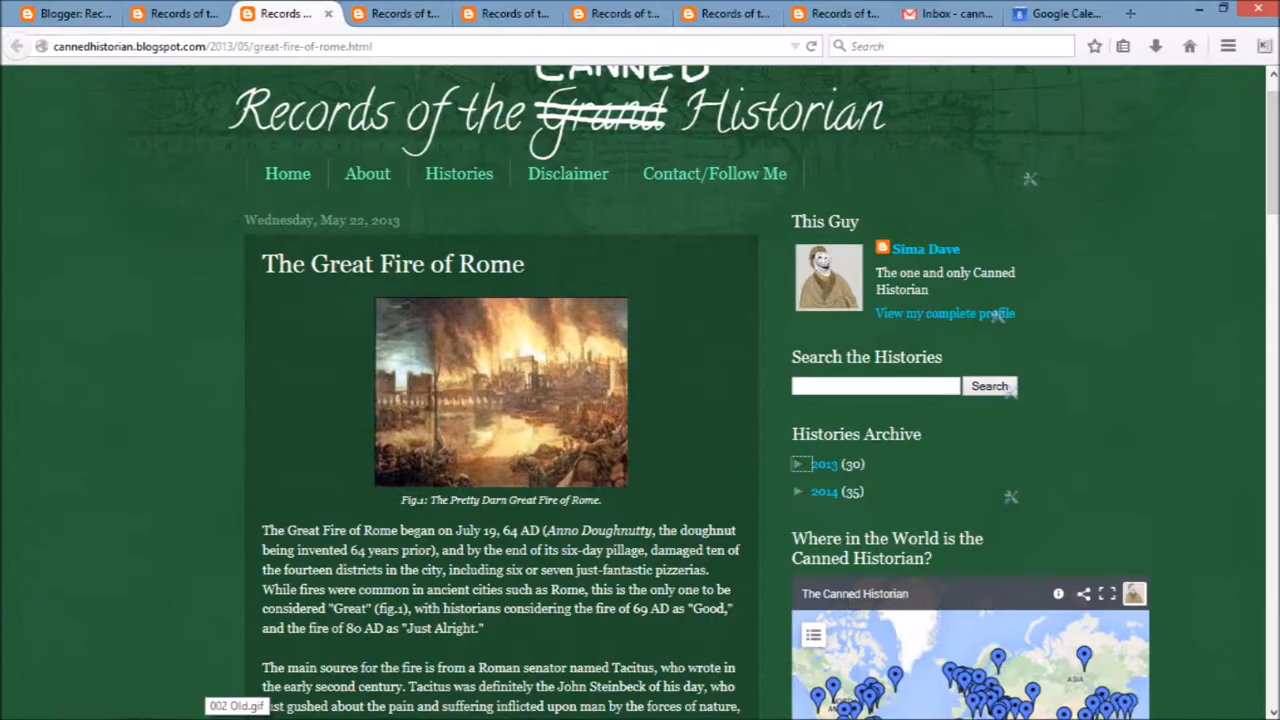 Blogger: Rec...
Records of t...
Records ...
Records of t...
Records of t...
Records of t...
Records of t...
Records of t...
Inbox - cann...
Google Cale...
cannedhistorian.blogspot.com/2013/05/great-fire-of-rome.html
Search
CANNED
Records of the Grand Historian
Home
About
Histories
Disclaimer
Contact/Follow Me
Wednesday, May 22, 2013
The Great Fire of Rome
Fig.1: The Pretty Darn Great Fire of Rome.
The Great Fire of Rome began on July 19, 64 AD (Anno Doughnutty, the doughnut
being invented 64 years prior), and by the end of its six-day pillage, damaged ten of
the fourteen districts in the city, including six or seven just-fantastic pizzerias.
While fires were common in ancient cities such as Rome, this is the only one to be
considered "Great" (fig.1), with historians considering the fire of 69 AD as "Good,"
and the fire of 80 AD as "Just Alright."
The main source for the fire is from a Roman senator named Tacitus, who wrote in
the early second century. Tacitus was definitely the John Steinbeck of his day, who
just gushed about the pain and suffering inflicted upon man by the forces of nature,
002 Old.gif
This Guy
Sima Dave
The one and only Canned
Historian
View my complete profile
Search the Histories
Search
Histories Archive
2013 (30)
2014 (35)
Where in the World is the
Canned Historian?
The Canned Historian
ASIA